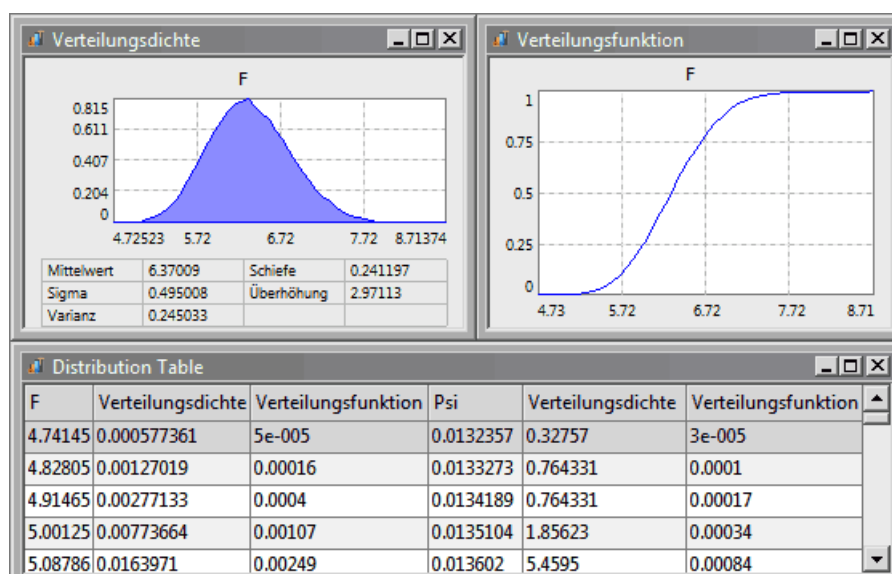 Verteilungsdichte
F
0.815
0.611
0.407
0.204
0
4.72523 5.72 6.72 7.72 8.71374
Mittelwert 6.37009 Schiefe 0.241197
Sigma 0.495008 Überhöhung 2.97113
Varianz 0.245033
Verteilungsfunktion
F
1
0.75
0.5
0.25
0
4.73 5.72 6.72 7.72 8.71
Distribution Table
F Verteilungsdichte Verteilungsfunktion Psi Verteilungsdichte Verteilungsfunktion
4.74145 0.000577361 5e-005 0.0132357 0.32757 3e-005
4.82805 0.00127019 0.00016 0.0133273 0.764331 0.0001
4.91465 0.00277133 0.0004 0.0134189 0.764331 0.00017
5.00125 0.00773664 0.00107 0.0135104 1.85623 0.00034
5.08786 0.0163971 0.00249 0.013602 5.4595 0.00084